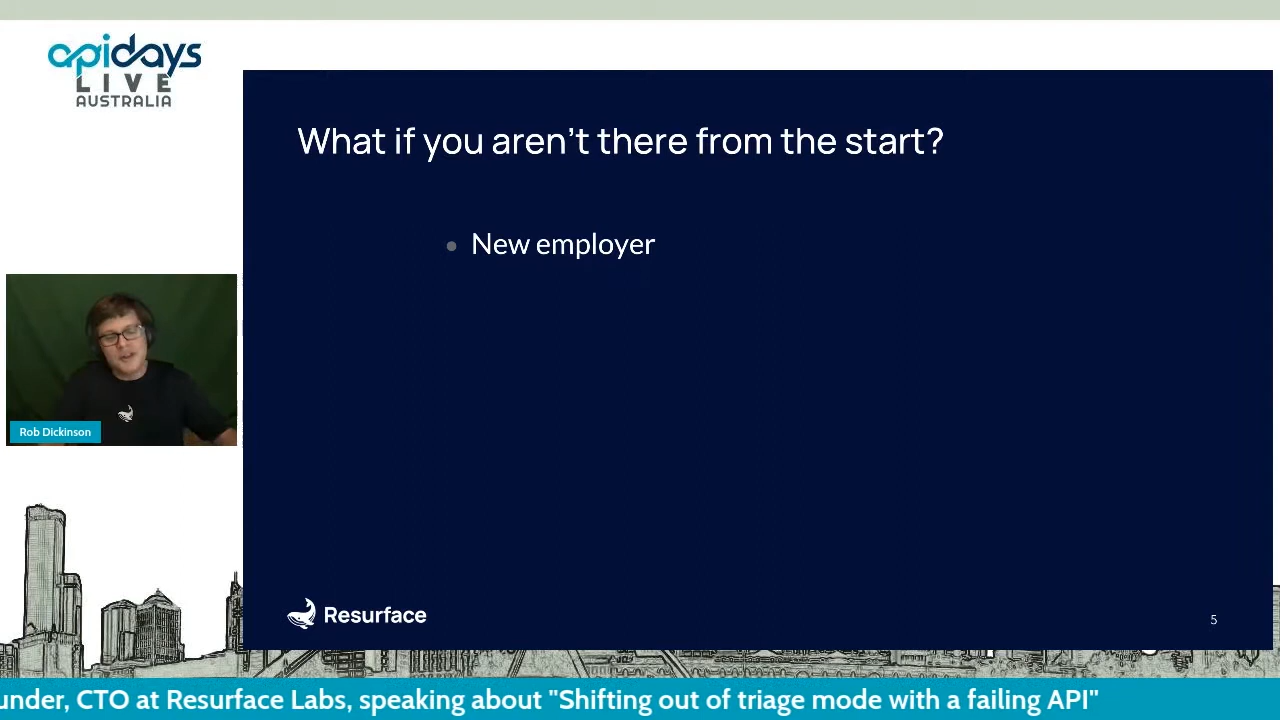 apidays
LIVE
AUSTRALIA
What if you aren't there from the start?
New employer
Rob Dickinson
Resurface
5
under, CTO at Resurface Labs, speaking about "Shifting out of triage mode with a failing API"